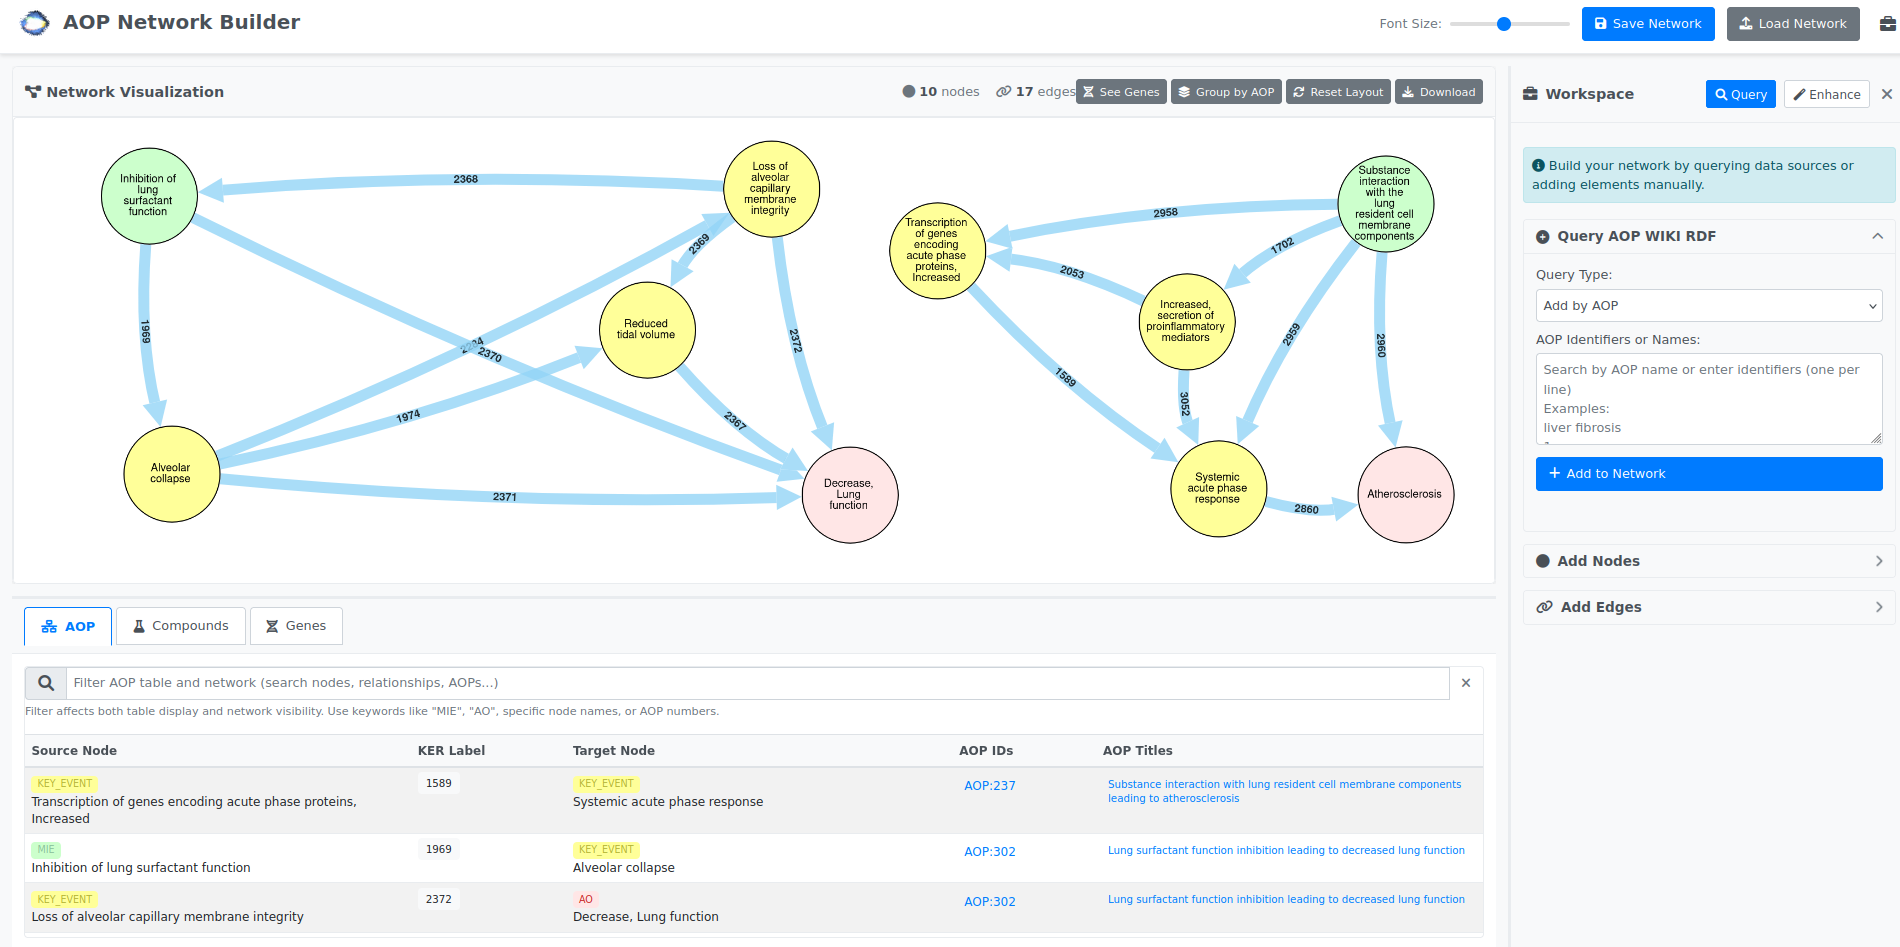 AOP Network Builder
Font Size:
Save Network
Load Network
Network Visualization
10 nodes
17 edges
See Genes
Group by AOP
Reset Layout
Download
Inhibition of
lung
surfactant
function
Loss of
alveolar
capillary
membrane
integrity
Reduced
tidal volume
Alveolar
collapse
Decrease,
Lung
function
2368
2369
1969
2370
2372
1974
2367
2371
Transcription
of genes
encoding
acute phase
proteins,
Increased
Substance
interaction
with the
lung
resident cell
membrane
components
Increased,
secretion of
proinflammatory
mediators
Systemic
acute phase
response
Atherosclerosis
2958
1702
2053
2959
2960
1589
3052
2860
Workspace
Query
Enhance
Build your network by querying data sources or
adding elements manually.
Query AOP WIKI RDF
Query Type:
Add by AOP
AOP Identifiers or Names:
Search by AOP name or enter identifiers (one per
line)
Examples:
liver fibrosis
Add to Network
Add Nodes
Add Edges
AOP
Compounds
Genes
Filter AOP table and network (search nodes, relationships, AOPs...)
Filter affects both table display and network visibility. Use keywords like "MIE", "AO", specific node names, or AOP numbers.
Source Node
KER Label
Target Node
AOP IDs
AOP Titles
KEY_EVENT
Transcription of genes encoding acute phase proteins,
Increased
1589
KEY_EVENT
Systemic acute phase response
AOP:237
Substance interaction with lung resident cell membrane components
leading to atherosclerosis
MIE
Inhibition of lung surfactant function
1969
KEY_EVENT
Alveolar collapse
AOP:302
Lung surfactant function inhibition leading to decreased lung function
KEY_EVENT
Loss of alveolar capillary membrane integrity
2372
AO
Decrease, Lung function
AOP:302
Lung surfactant function inhibition leading to decreased lung function